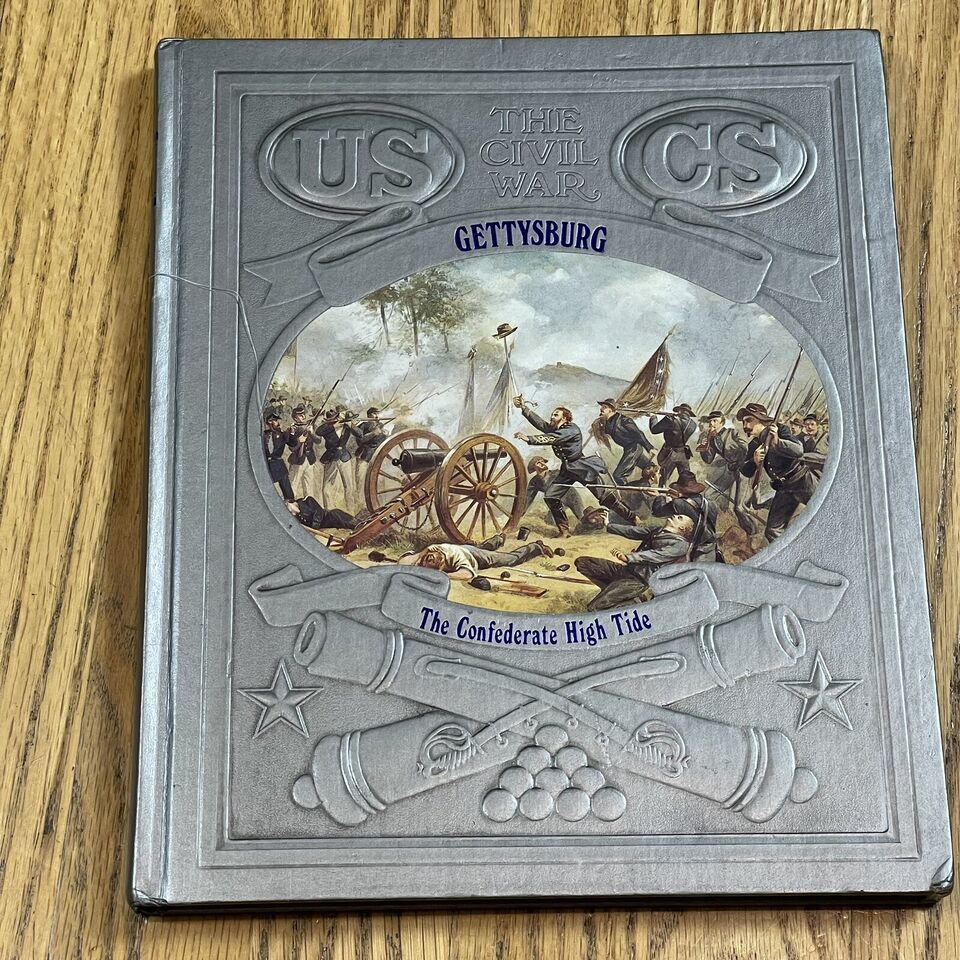 US
THE
CIVIL
WAR
CS
GETTYSBURG
The Confederate High Tide